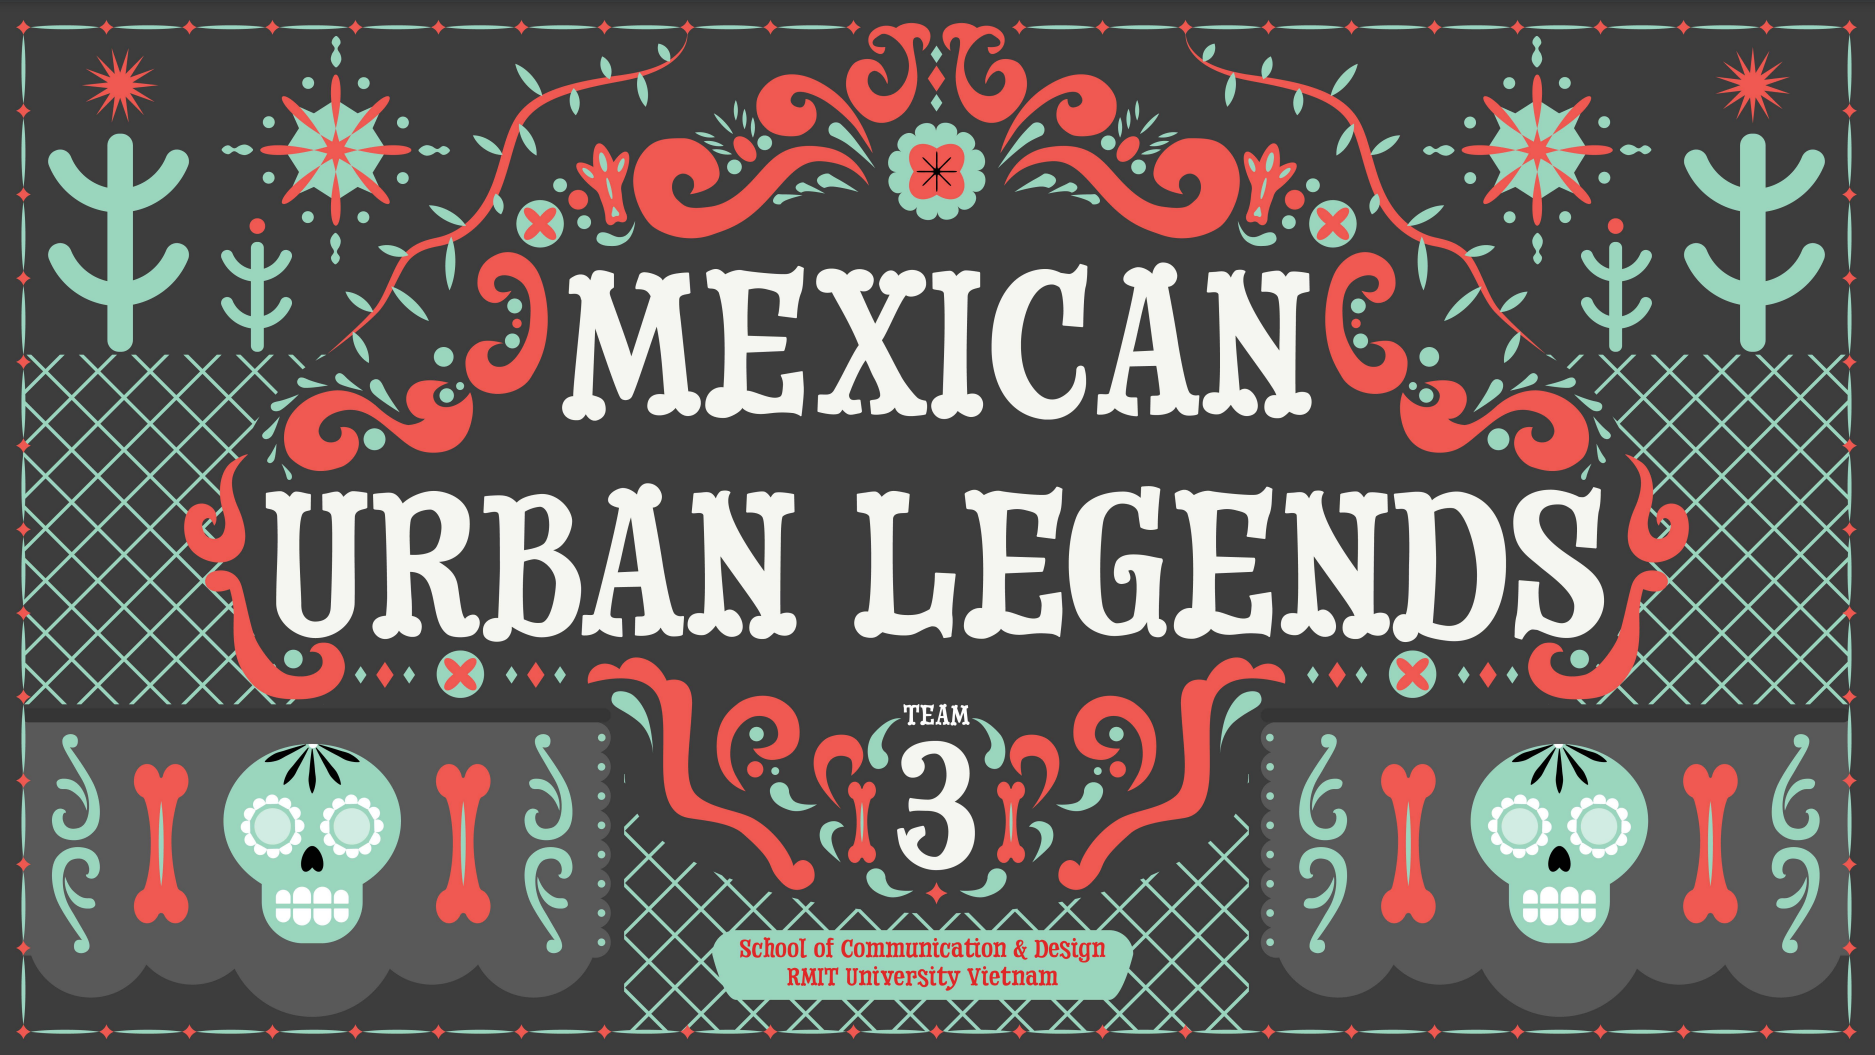 MEXICAN
URBAN LEGENDS
TEAM
3
School of Communication & Design
RMIT University Vietnam